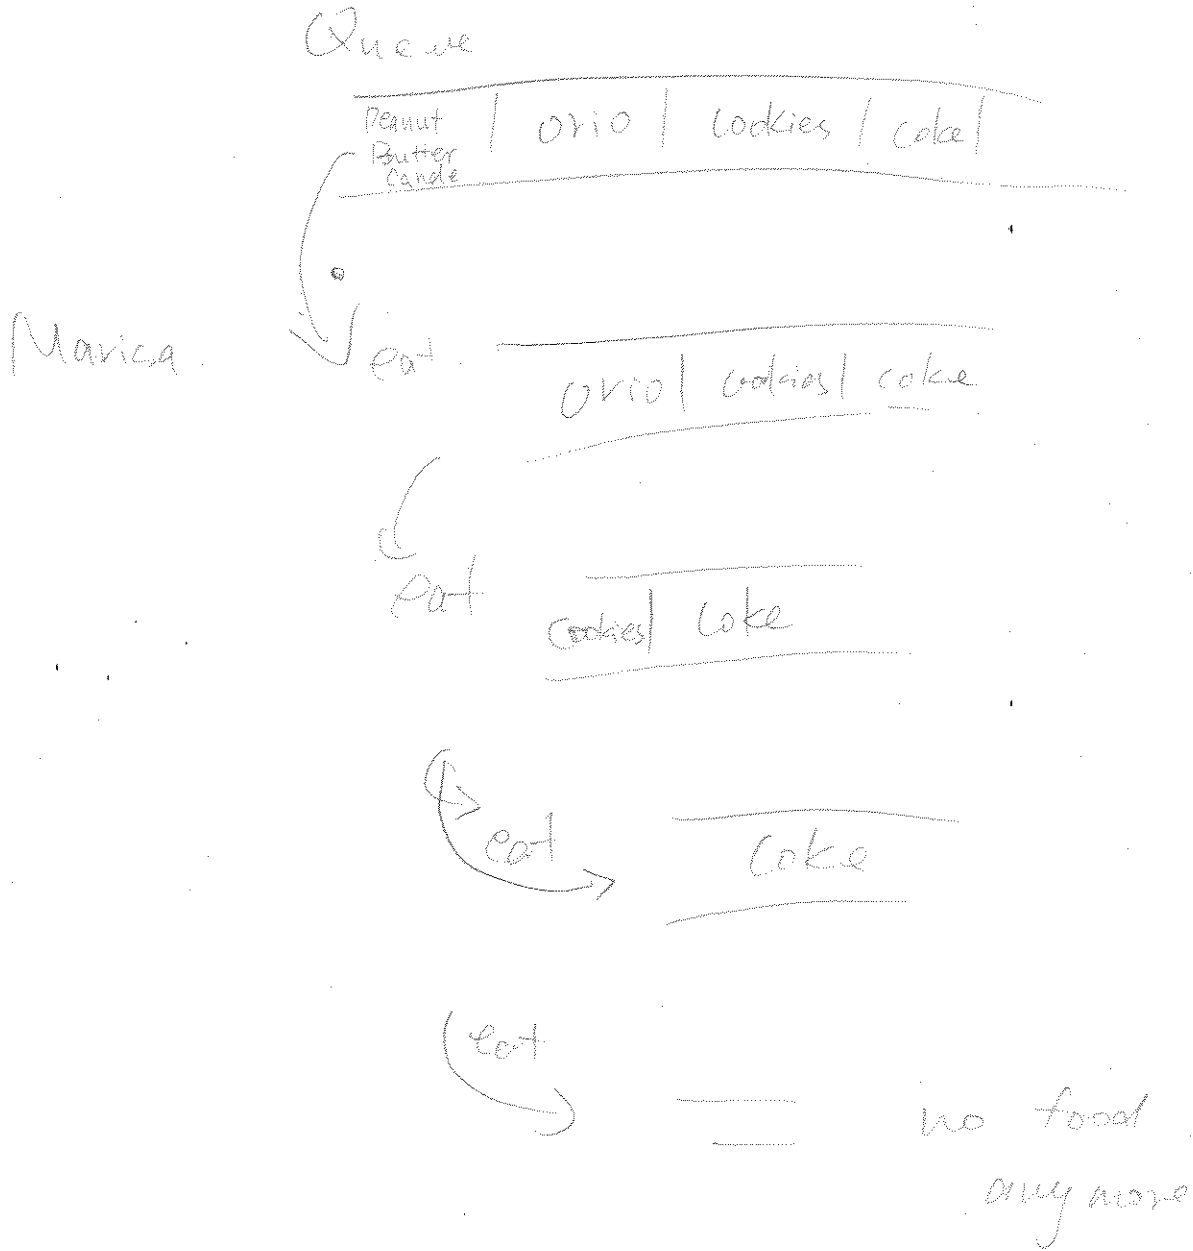 Queue
Peanut | orio | cookies | coke |
Butter
Cande
Marica
eat
orio | cookies | coke
eat
cookies | coke
eat
coke
eat
no food
any more